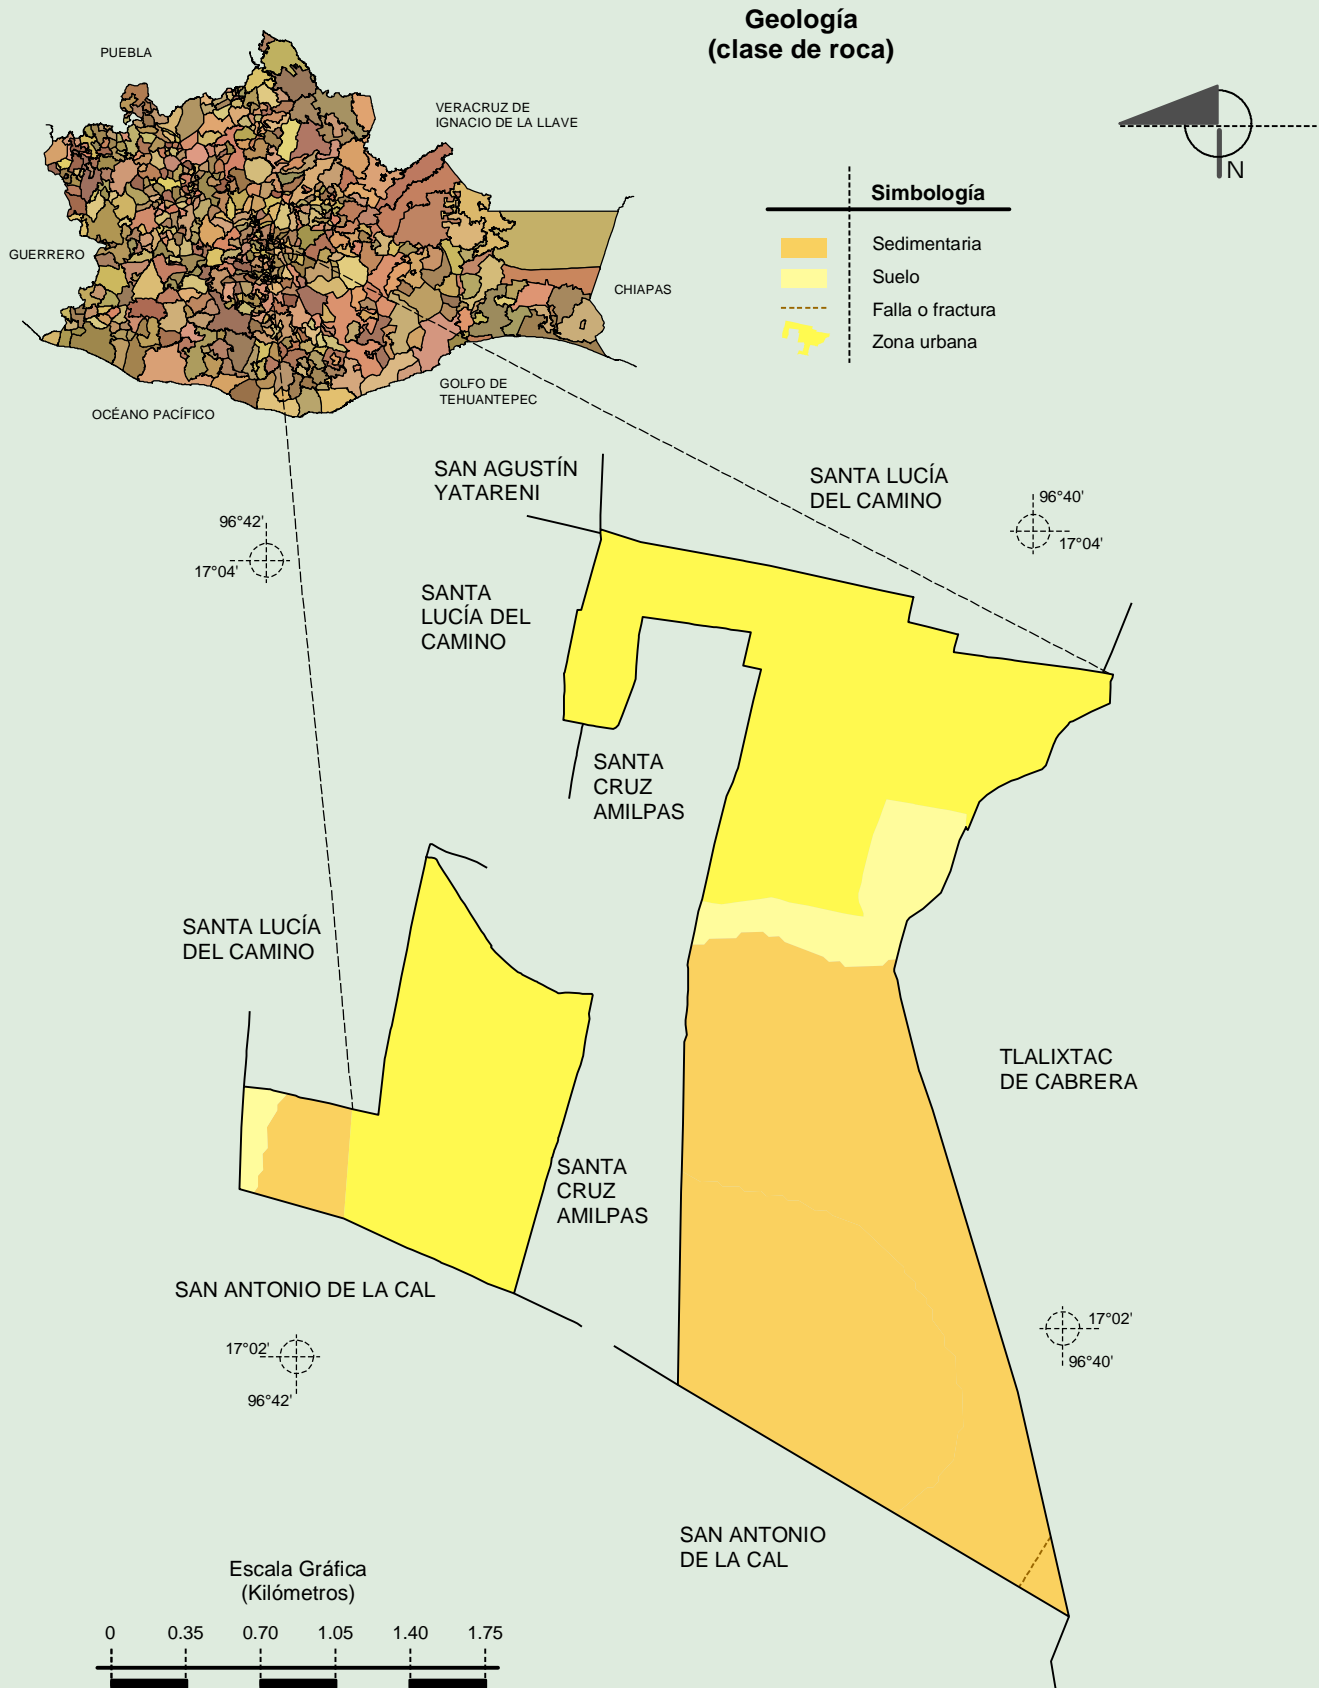 Geología
(clase de roca)
PUEBLA
VERACRUZ DE
IGNACIO DE LA LLAVE
GUERRERO
CHIAPAS
GOLFO DE
TEHUANTEPEC
OCÉANO PACÍFICO
N
Simbología
Sedimentaria
Suelo
Falla o fractura
Zona urbana
SAN AGUSTÍN
YATARENI
SANTA LUCÍA
DEL CAMINO
96°42'
17°04'
96°40'
17°04'
SANTA
LUCÍA DEL
CAMINO
SANTA
CRUZ
AMILPAS
SANTA LUCÍA
DEL CAMINO
TLALIXTAC
DE CABRERA
SANTA
CRUZ
AMILPAS
SAN ANTONIO DE LA CAL
17°02'
96°42'
17°02'
96°40'
SAN ANTONIO
DE LA CAL
Escala Gráfica
(Kilómetros)
0 0.35 0.70 1.05 1.40 1.75